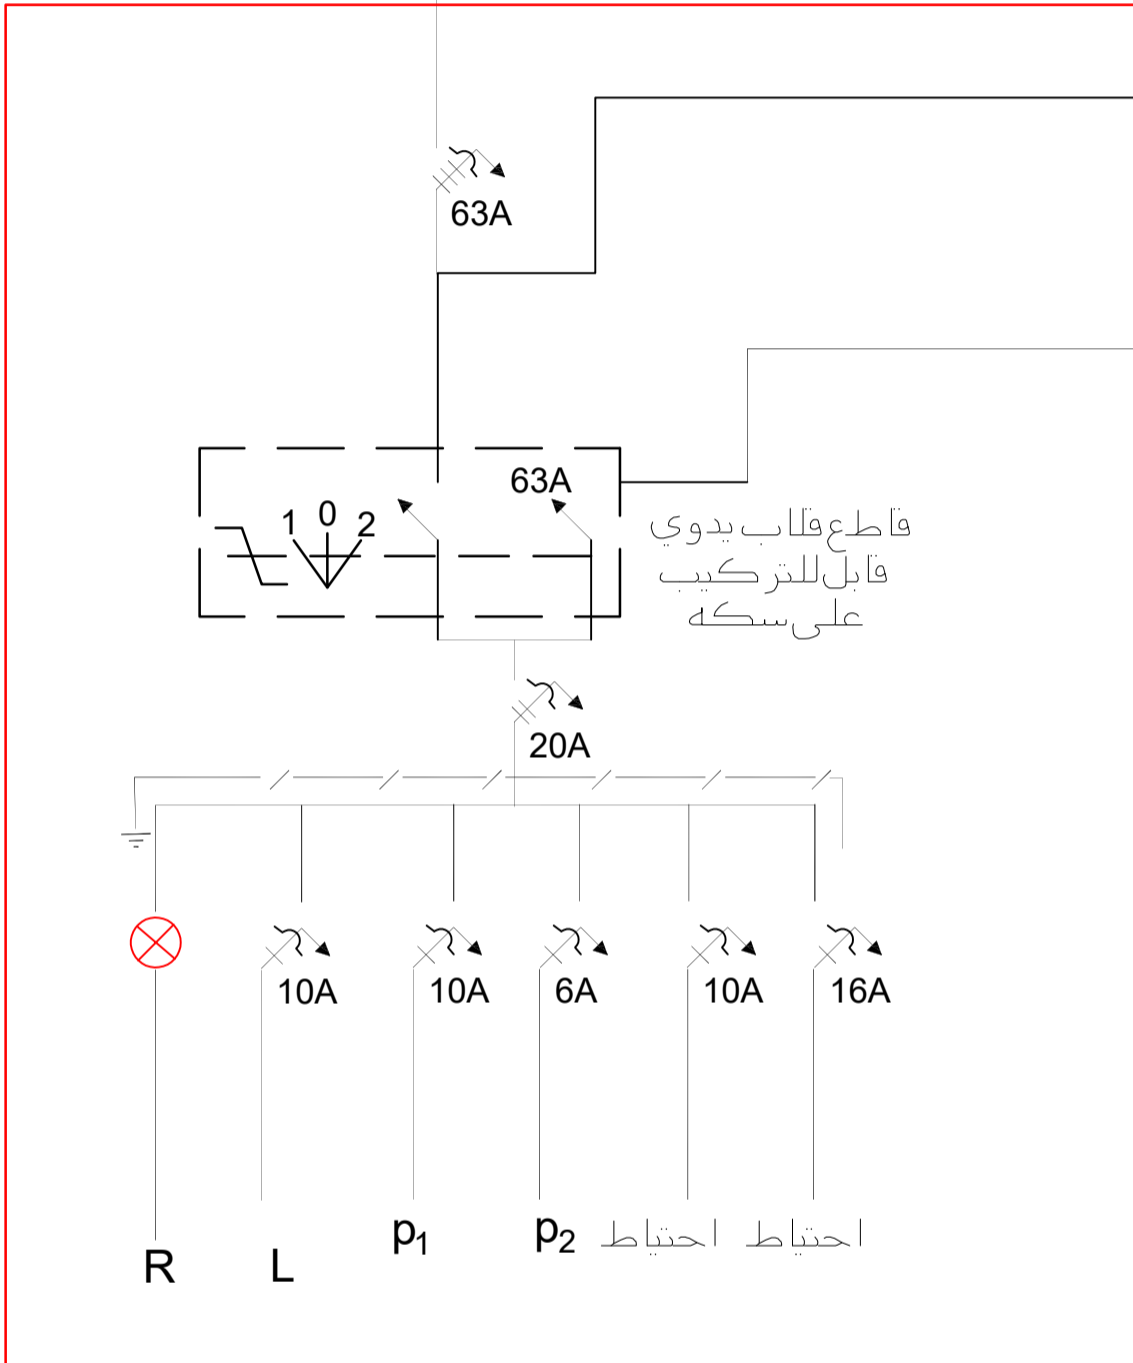 63A
63A
1 0 2
قاطع قلاب يدوي
قابل للتركيب
على سكه
20A
10A 10A 6A 10A 16A
R L p₁ p₂ احتياط احتياط